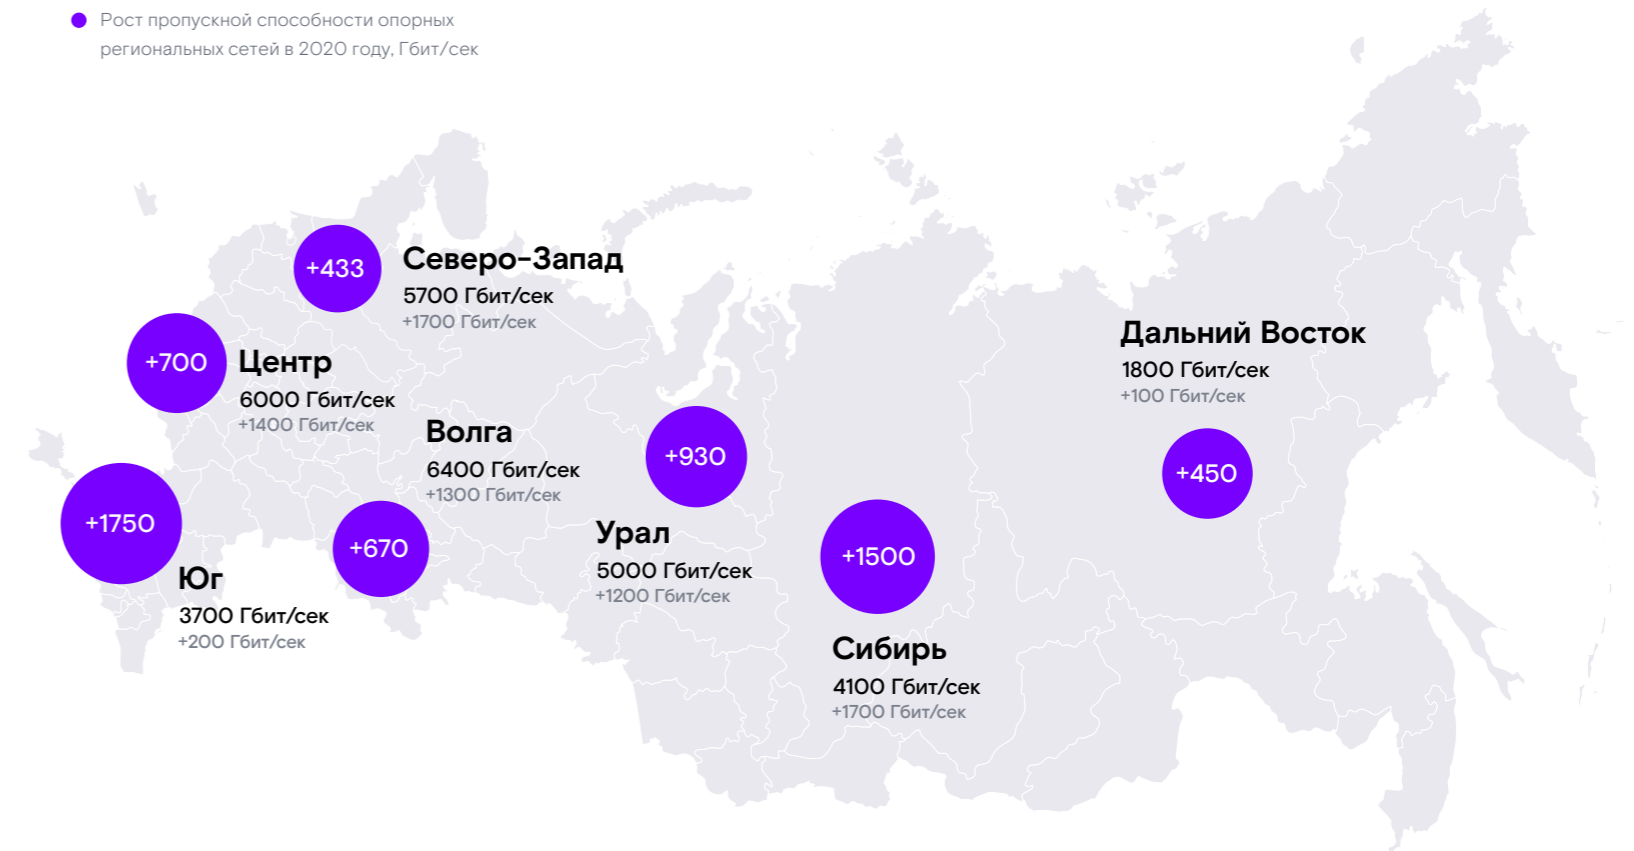 Рост пропускной способности опорных
региональных сетей в 2020 году, Гбит/сек
+433
Северо-Запад
5700 Гбит/сек
+1700 Гбит/сек
+700
Центр
6000 Гбит/сек
+1400 Гбит/сек
Волга
6400 Гбит/сек
+1300 Гбит/сек
+670
+1750
Юг
3700 Гбит/сек
+200 Гбит/сек
+930
Урал
5000 Гбит/сек
+1200 Гбит/сек
+1500
Сибирь
4100 Гбит/сек
+1700 Гбит/сек
Дальний Восток
1800 Гбит/сек
+100 Гбит/сек
+450